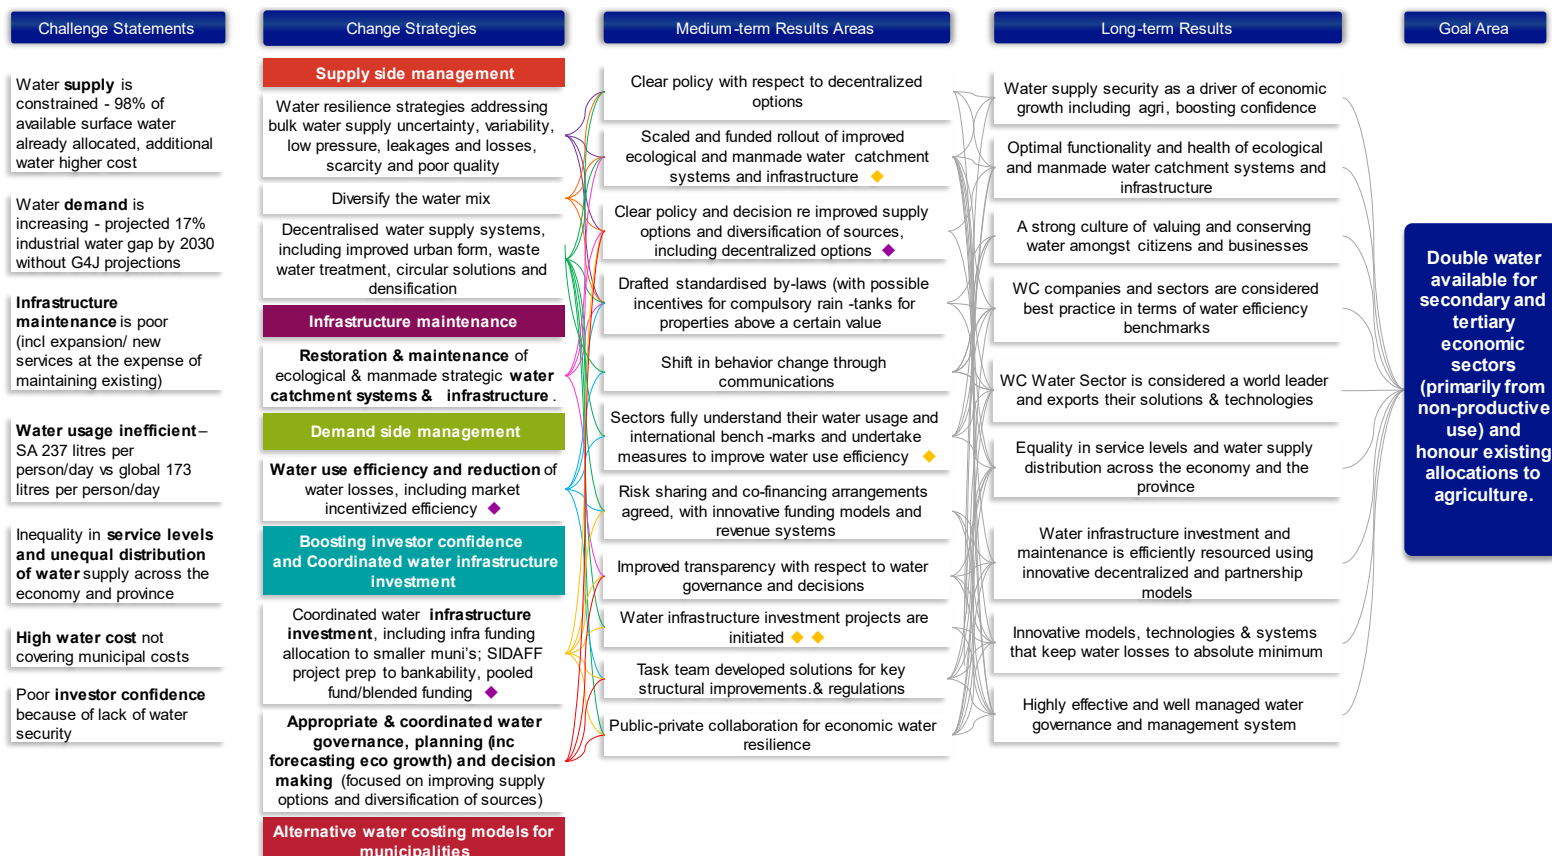 Challenge Statements
Water supply is
constrained - 98% of
available surface water
already allocated, additional
water higher cost
Water demand is
increasing - projected 17%
industrial water gap by 2030
without G4J projections
Infrastructure
maintenance is poor
(incl expansion/ new
services at the expense of
maintaining existing)
Water usage inefficient –
SA 237 litres per
person/day vs global 173
litres per person/day
Inequality in service levels
and unequal distribution
of water supply across the
economy and province
High water cost not
covering municipal costs
Poor investor confidence
because of lack of water
security
Change Strategies
Supply side management
Water resilience strategies addressing
bulk water supply uncertainty, variability,
low pressure, leakages and losses,
scarcity and poor quality
Diversify the water mix
Decentralised water supply systems,
including improved urban form, waste
water treatment, circular solutions and
densification
Infrastructure maintenance
Restoration & maintenance of
ecological & manmade strategic water
catchment systems & infrastructure .
Demand side management
Water use efficiency and reduction of
water losses, including market
incentivized efficiency
Boosting investor confidence
and Coordinated water infrastructure
investment
Coordinated water infrastructure
investment, including infra funding
allocation to smaller muni's; SIDAFF
project prep to bankability, pooled
fund/blended funding
Appropriate & coordinated water
governance, planning (inc
forecasting eco growth) and decision
making (focused on improving supply
options and diversification of sources)
Alternative water costing models for
municipalities
Medium-term Results Areas
Clear policy with respect to decentralized
options
Scaled and funded rollout of improved
ecological and manmade water catchment
systems and infrastructure
Clear policy and decision re improved supply
options and diversification of sources,
including decentralized options
Drafted standardised by-laws (with possible
incentives for compulsory rain -tanks for
properties above a certain value
Shift in behavior change through
communications
Sectors fully understand their water usage and
international bench -marks and undertake
measures to improve water use efficiency
Risk sharing and co-financing arrangements
agreed, with innovative funding models and
revenue systems
Improved transparency with respect to water
governance and decisions
Water infrastructure investment projects are
initiated
Task team developed solutions for key
structural improvements.& regulations
Public-private collaboration for economic water
resilience
Long-term Results
Water supply security as a driver of economic
growth including agri, boosting confidence
Optimal functionality and health of ecological
and manmade water catchment systems and
infrastructure
A strong culture of valuing and conserving
water amongst citizens and businesses
WC companies and sectors are considered
best practice in terms of water efficiency
benchmarks
WC Water Sector is considered a world leader
and exports their solutions & technologies
Equality in service levels and water supply
distribution across the economy and the
province
Water infrastructure investment and
maintenance is efficiently resourced using
innovative decentralized and partnership
models
Innovative models, technologies & systems
that keep water losses to absolute minimum
Highly effective and well managed water
governance and management system
Goal Area
Double water
available for
secondary and
tertiary
economic
sectors
(primarily from
non-productive
use) and
honour existing
allocations to
agriculture.